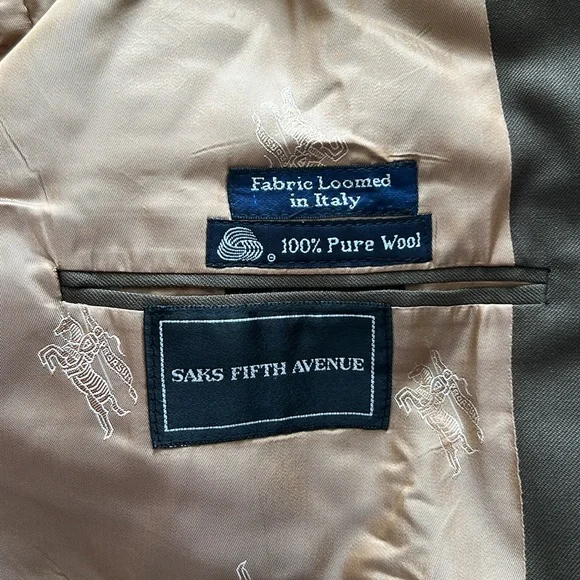 Fabric Loomed
in Italy
100% Pure Wool
SAKS FIFTH AVENUE